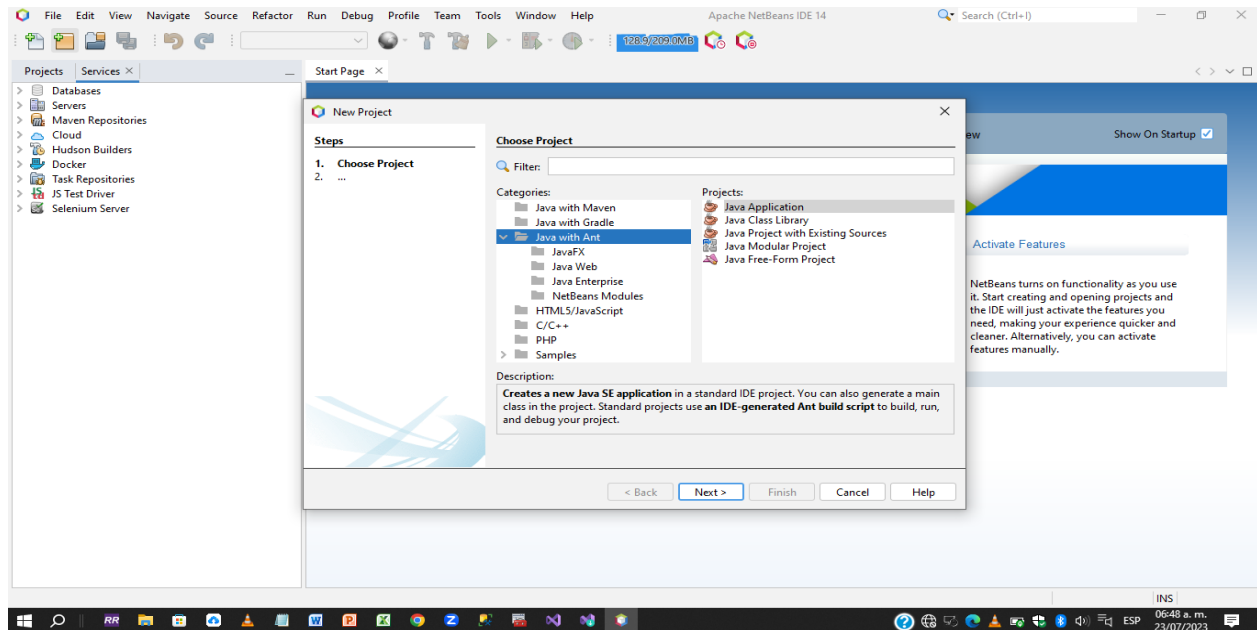 File Edit View Navigate Source Refactor Run Debug Profile Team Tools Window Help
Apache NetBeans IDE 14
Search (Ctrl+I)
128.9/209.0MB
Projects Services
Start Page
Databases
Servers
Maven Repositories
Cloud
Hudson Builders
Docker
Task Repositories
JS Test Driver
Selenium Server
New Project
Steps
1. Choose Project
2. ...
Choose Project
Filter:
Categories:
Java with Maven
Java with Gradle
Java with Ant
JavaFX
Java Web
Java Enterprise
NetBeans Modules
HTML5/JavaScript
C/C++
PHP
Samples
Projects:
Java Application
Java Class Library
Java Project with Existing Sources
Java Modular Project
Java Free-Form Project
Description:
Creates a new Java SE application in a standard IDE project. You can also generate a main
class in the project. Standard projects use an IDE-generated Ant build script to build, run,
and debug your project.
< Back Next > Finish Cancel Help
ew
Show On Startup
Activate Features
NetBeans turns on functionality as you use
it. Start creating and opening projects and
the IDE will just activate the features you
need, making your experience quicker and
cleaner. Alternatively, you can activate
features manually.
INS
RR
ESP
06:48 a. m.
23/07/2023